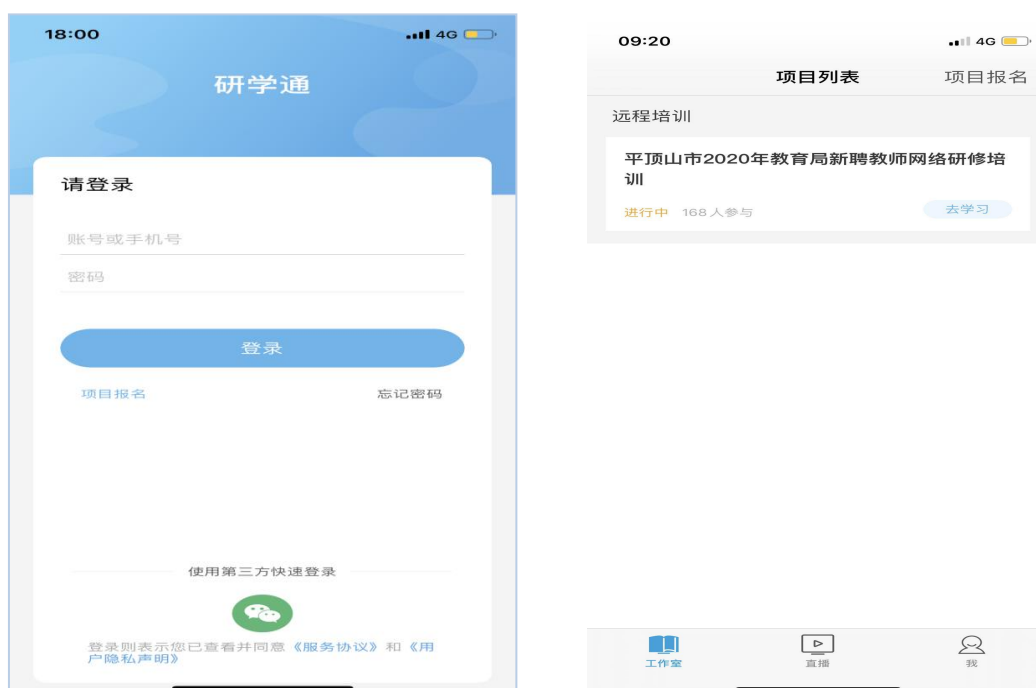 18:00
4G
研学通
请登录
账号或手机号
密码
登录
项目报名
忘记密码
使用第三方快速登录
登录则表示您已查看并同意《服务协议》和《用
户隐私声明》
09:20
4G
项目列表
项目报名
远程培训
平顶山市2020年教育局新聘教师网络研修培
训
进行中 168人参与
去学习
工作室
直播
我